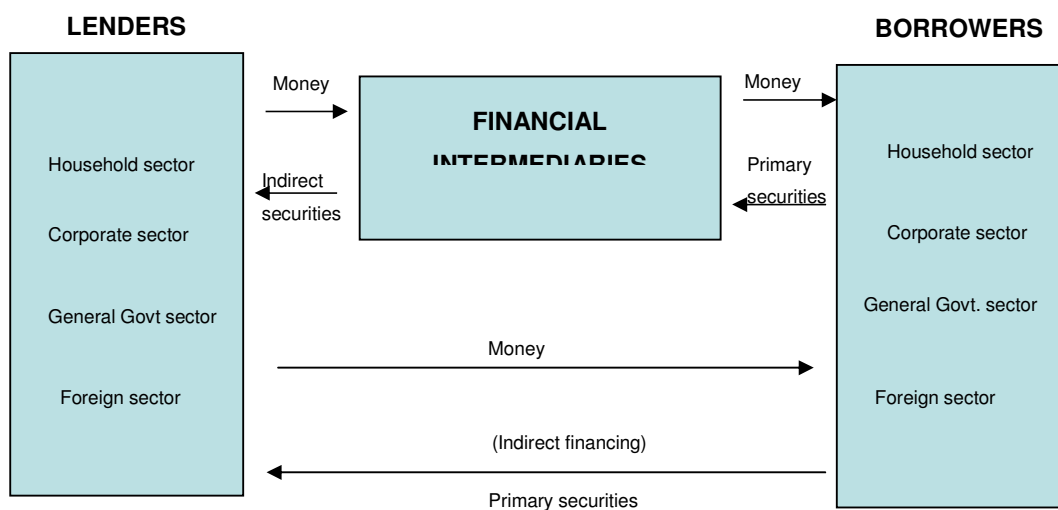 LENDERS
BORROWERS
Money
Money
FINANCIAL
INTERMEDIARIES
Household sector
Household sector
Indirect
securities
Primary
securities
Corporate sector
Corporate sector
General Govt sector
General Govt. sector
Money
Foreign sector
Foreign sector
(Indirect financing)
Primary securities